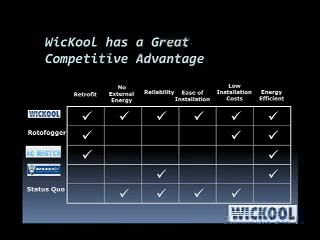 WicKool has a Great
Competitive Advantage
Retrofit
No
External
Energy
Reliability
Ease of
Installation
Low
Installation
Costs
Energy
Efficient
WICKOOL
Rotofogger
AC MISTER
Status Quo
WICKOOL